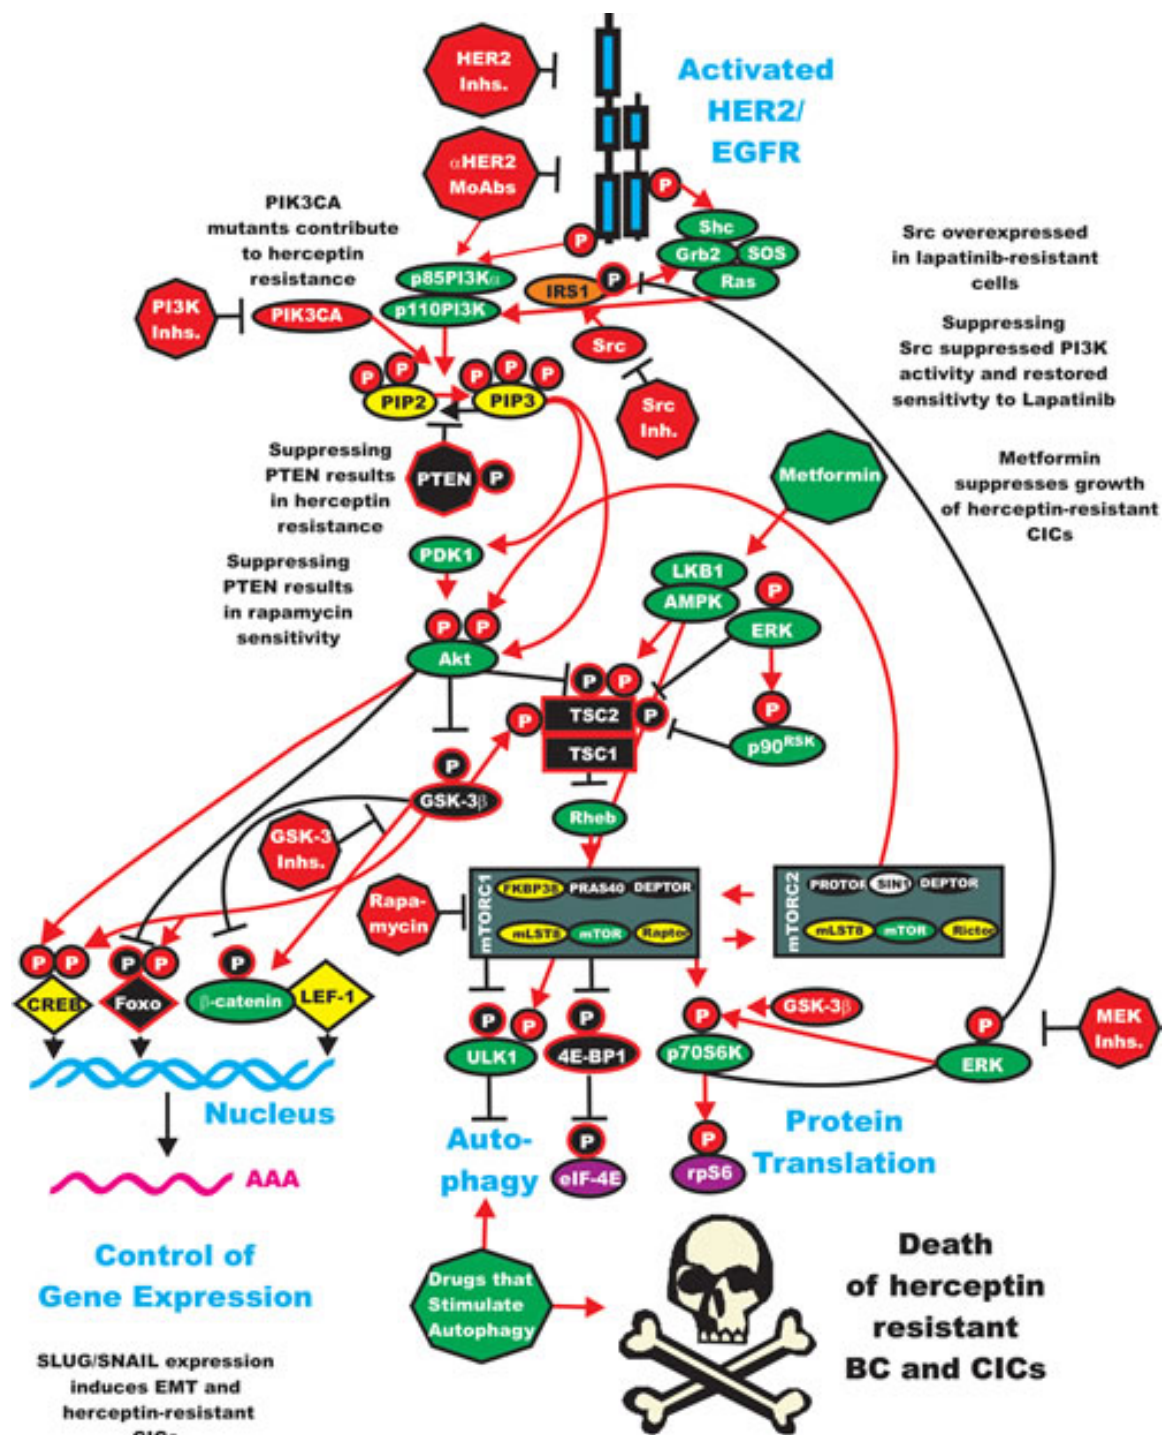 HER2
Inhs.
Activated
HER2/
EGFR
αHER2
MoAbs
P
PIK3CA
mutants contribute
to herceptin
resistance
P
Shc
Grb2
SOS
Ras
Src overexpressed
in lapatinib-resistant
cells
p85PI3Kα
p110PI3K
IRS1
P
PI3K
Inhs.
PIK3CA
Src
Suppressing
Src suppressed PI3K
activity and restored
sensitivty to Lapatinib
P
P
PIP2
P
P
P
PIP3
Src
Inh.
Suppressing
PTEN results
in herceptin
resistance
PTEN
P
Metformin
Metformin
suppresses growth
of herceptin-resistant
CICs
PDK1
Suppressing
PTEN results
in rapamycin
sensitivity
LKB1
AMPK
P
ERK
P
P
Akt
P
P
P
TSC2
P
TSC1
P
p90RSK
P
GSK-3β
Rheb
GSK-3
Inhs.
Rapa-
mycin
mTORC1
FKBP38
PRAS40
DEPTOR
mLST8
mTOR
Raptor
mTORC2
PROTOR
SIN1
DEPTOR
mLST8
mTOR
Rictor
P
P
CREB
P
P
Foxo
P
β-catenin
LEF-1
P
P
ULK1
P
4E-BP1
P
p70S6K
GSK-3β
P
ERK
MEK
Inhs.
Nucleus
AAA
Auto-
phagy
P
eIF-4E
P
rpS6
Protein
Translation
Control of
Gene Expression
Drugs that
Stimulate
Autophagy
Death
of herceptin
resistant
BC and CICs
SLUG/SNAIL expression
induces EMT and
herceptin-resistant
CICs